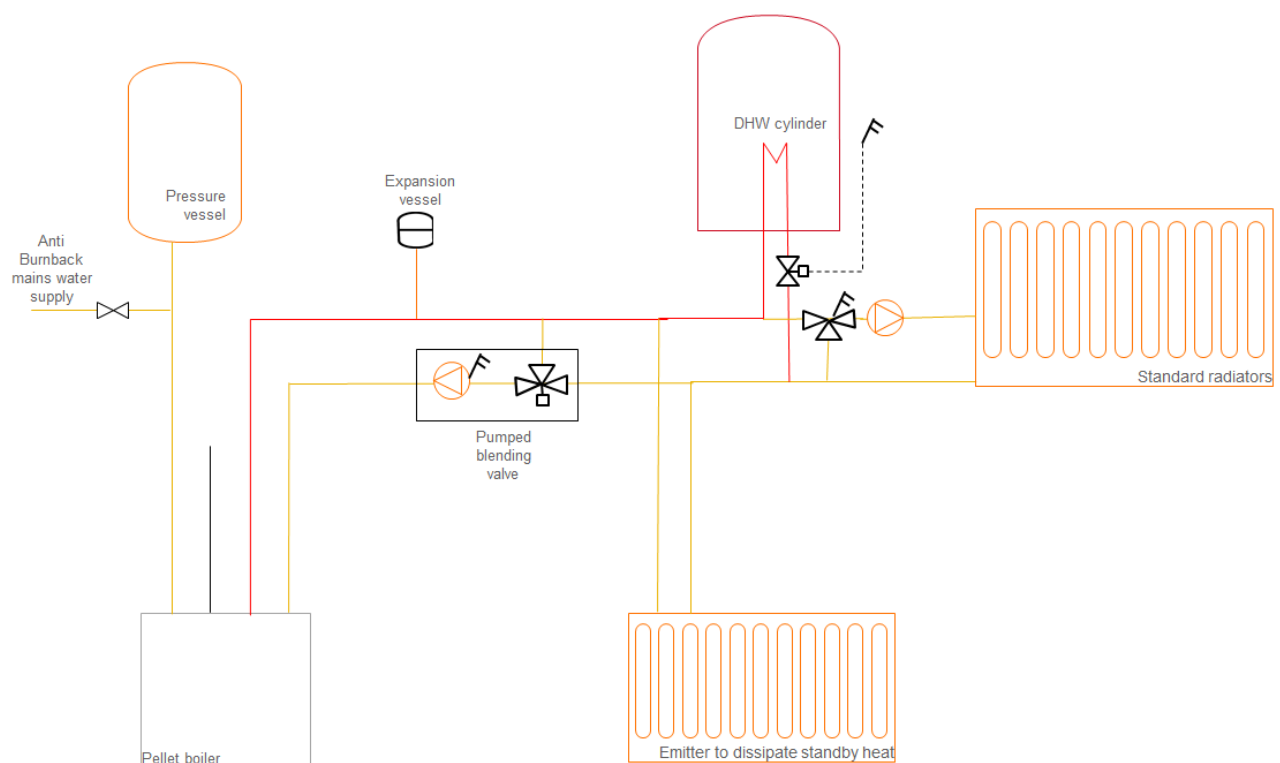 DHW cylinder
Expansion
vessel
Pressure
vessel
Anti
Burnback
mains water
supply
Standard radiators
Pumped
blending
valve
Pellet boiler
Emitter to dissipate standby heat